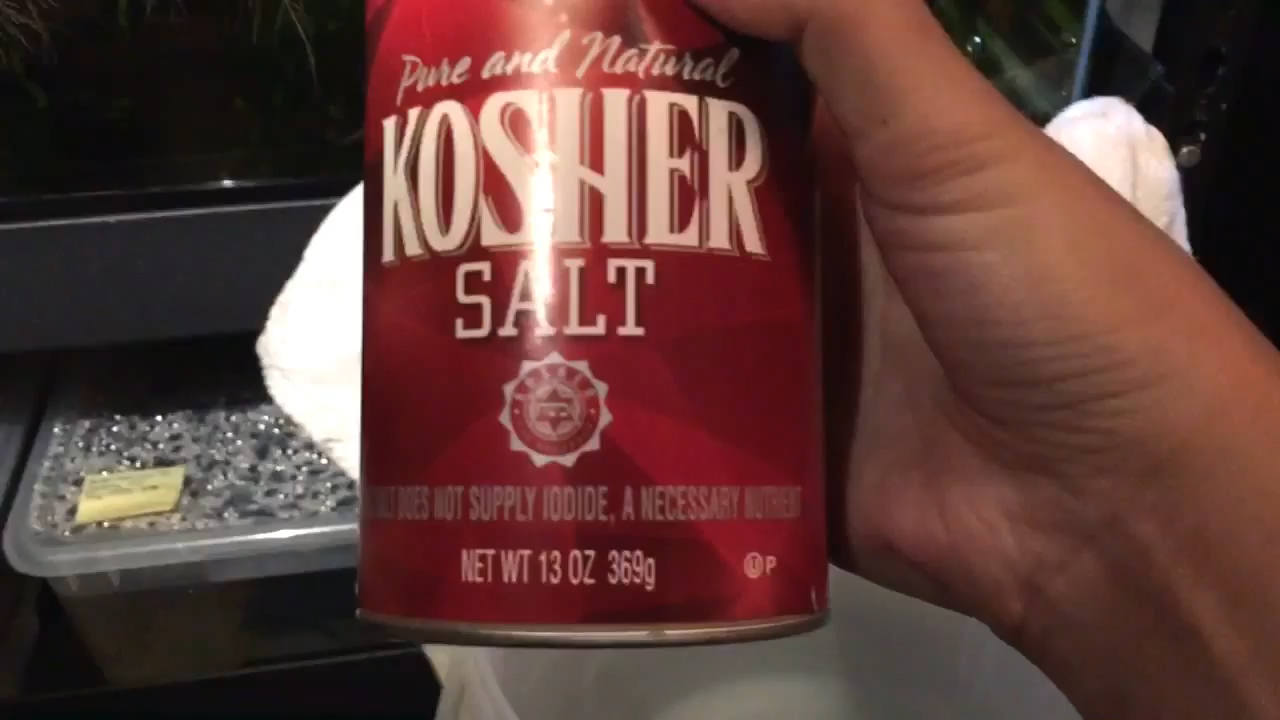 Pure and Natural
KOSHER
SALT
DOES NOT SUPPLY IODIDE, A NECESSARY NUTRIENT
NET WT 13 OZ 369g
U P